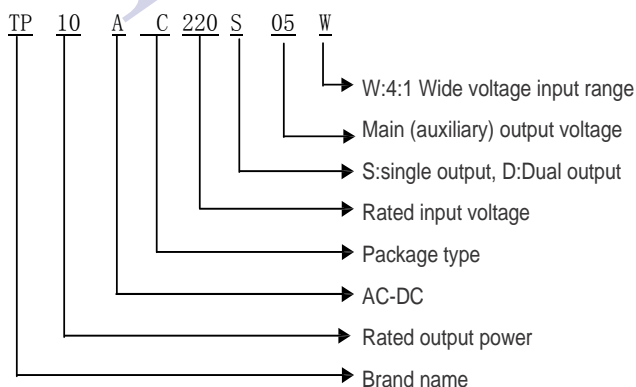 TP 10 A C 220 S 05 W
W:4:1 Wide voltage input range
Main (auxiliary) output voltage
S:single output, D:Dual output
Rated input voltage
Package type
AC-DC
Rated output power
Brand name